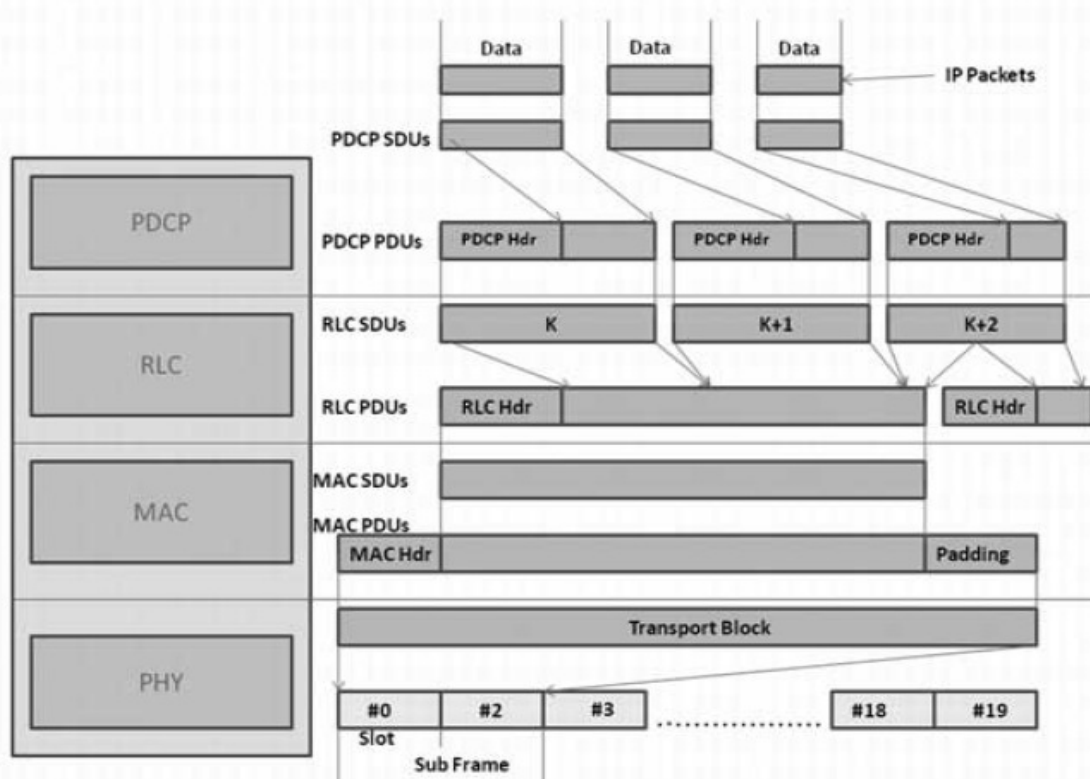 Data Data Data
IP Packets
PDCP SDUs
PDCP
PDCP PDUs PDCP Hdr PDCP Hdr PDCP Hdr
RLC SDUs K K+1 K+2
RLC
RLC PDUs RLC Hdr RLC Hdr
MAC SDUs
MAC
MAC PDUs
MAC Hdr Padding
Transport Block
PHY
#0 #2 #3 ................... #18 #19
Slot
Sub Frame